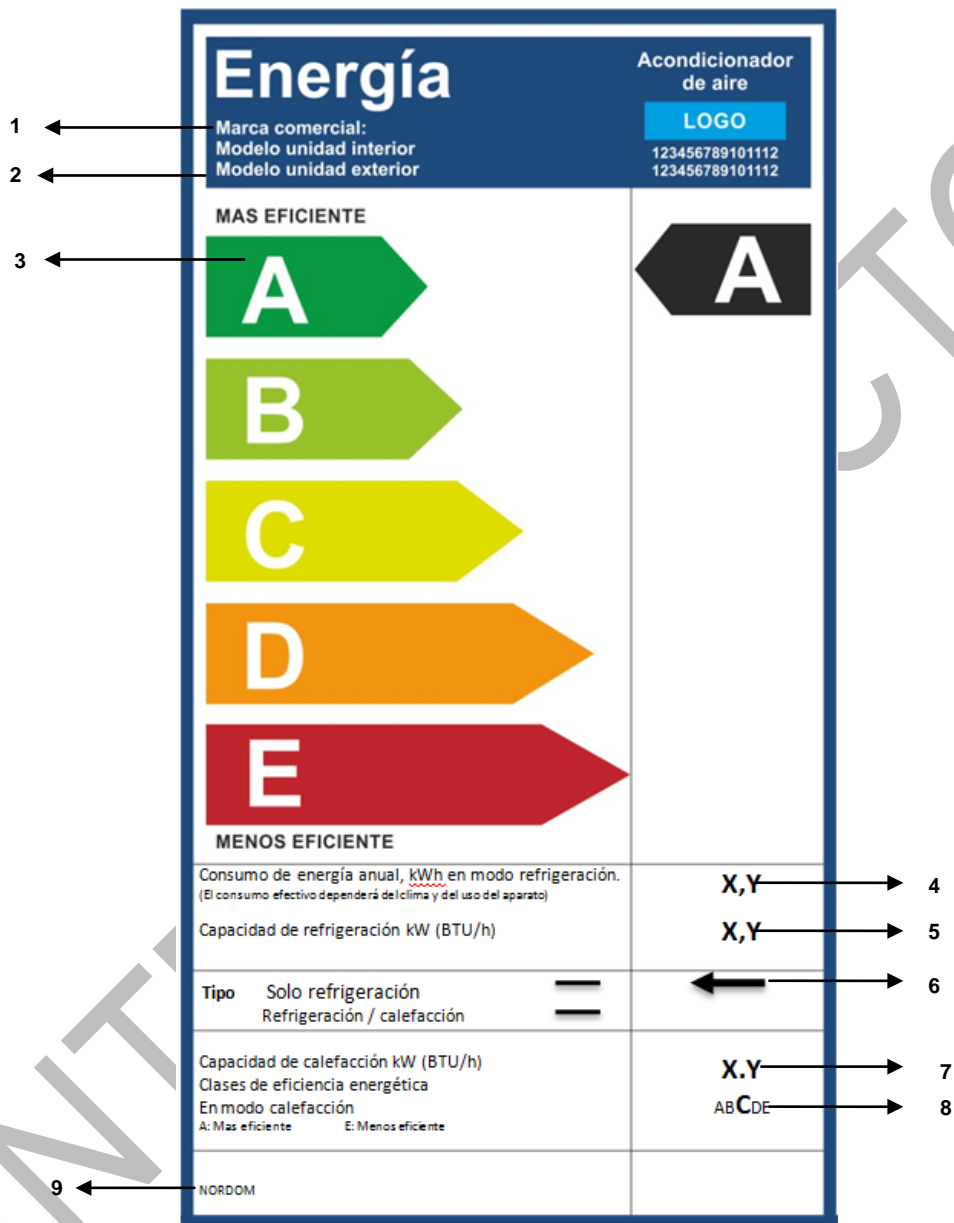 Energía
Acondicionador
de aire
LOGO
1
Marca comercial:
Modelo unidad interior
123456789101112
2
Modelo unidad exterior
123456789101112
MAS EFICIENTE
3
A
A
B
C
D
E
MENOS EFICIENTE
Consumo de energía anual, kWh en modo refrigeración.
(El consumo efectivo dependerá del clima y del uso del aparato)
X,Y
4
Capacidad de refrigeración kW (BTU/h)
X,Y
5
Tipo Solo refrigeración
6
Refrigeración / calefacción
Capacidad de calefacción kW (BTU/h)
X.Y
7
Clases de eficiencia energética
En modo calefacción
ABCDE
8
A: Mas eficiente E: Menos eficiente
9
NORDOM